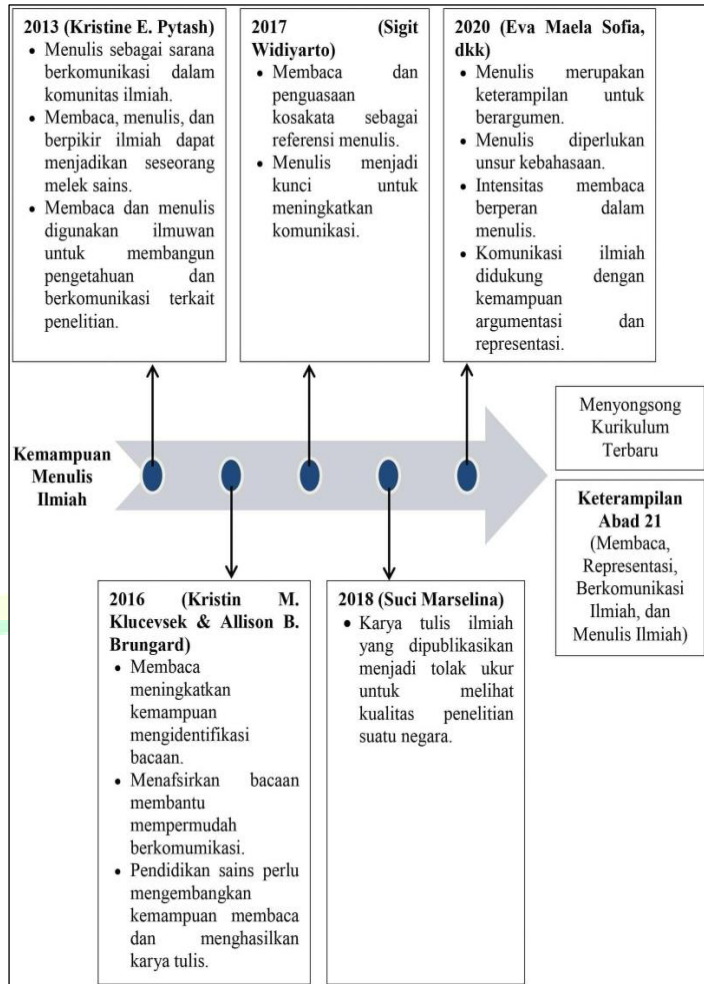 2013 (Kristine E. Pytash)
• Menulis sebagai sarana
berkomunikasi dalam
komunitas ilmiah.
• Membaca, menulis, dan
berpikir ilmiah dapat
menjadikan seseorang
melek sains.
• Membaca dan menulis
digunakan ilmuwan
untuk membangun
pengetahuan dan
berkomunikasi terkait
penelitian.
2017 (Sigit
Widiyarto)
• Membaca dan
penguasaan
kosakata sebagai
referensi menulis.
• Menulis menjadi
kunci untuk
meningkatkan
komunikasi.
2020 (Eva Maela Sofia,
dkk)
• Menulis merupakan
keterampilan untuk
berargumen.
• Menulis diperlukan
unsur kebahasaan.
• Intensitas membaca
berperan dalam
menulis.
• Komunikasi ilmiah
didukung dengan
kemampuan
argumentasi dan
representasi.
Kemampuan
Menulis
Ilmiah
Menyongsong
Kurikulum
Terbaru
Keterampilan
Abad 21
(Membaca,
Representasi,
Berkomunikasi
Ilmiah, dan
Menulis Ilmiah)
2016 (Kristin M.
Klucevsek & Allison B.
Brungard)
• Membaca
meningkatkan
kemampuan
mengidentifikasi
bacaan.
• Menafsirkan bacaan
membantu
mempermudah
berkomumikasi.
• Pendidikan sains perlu
mengembangkan
kemampuan membaca
dan menghasilkan
karya tulis.
2018 (Suci Marselina)
• Karya tulis ilmiah
yang dipublikasikan
menjadi tolak ukur
untuk melihat
kualitas penelitian
suatu negara.